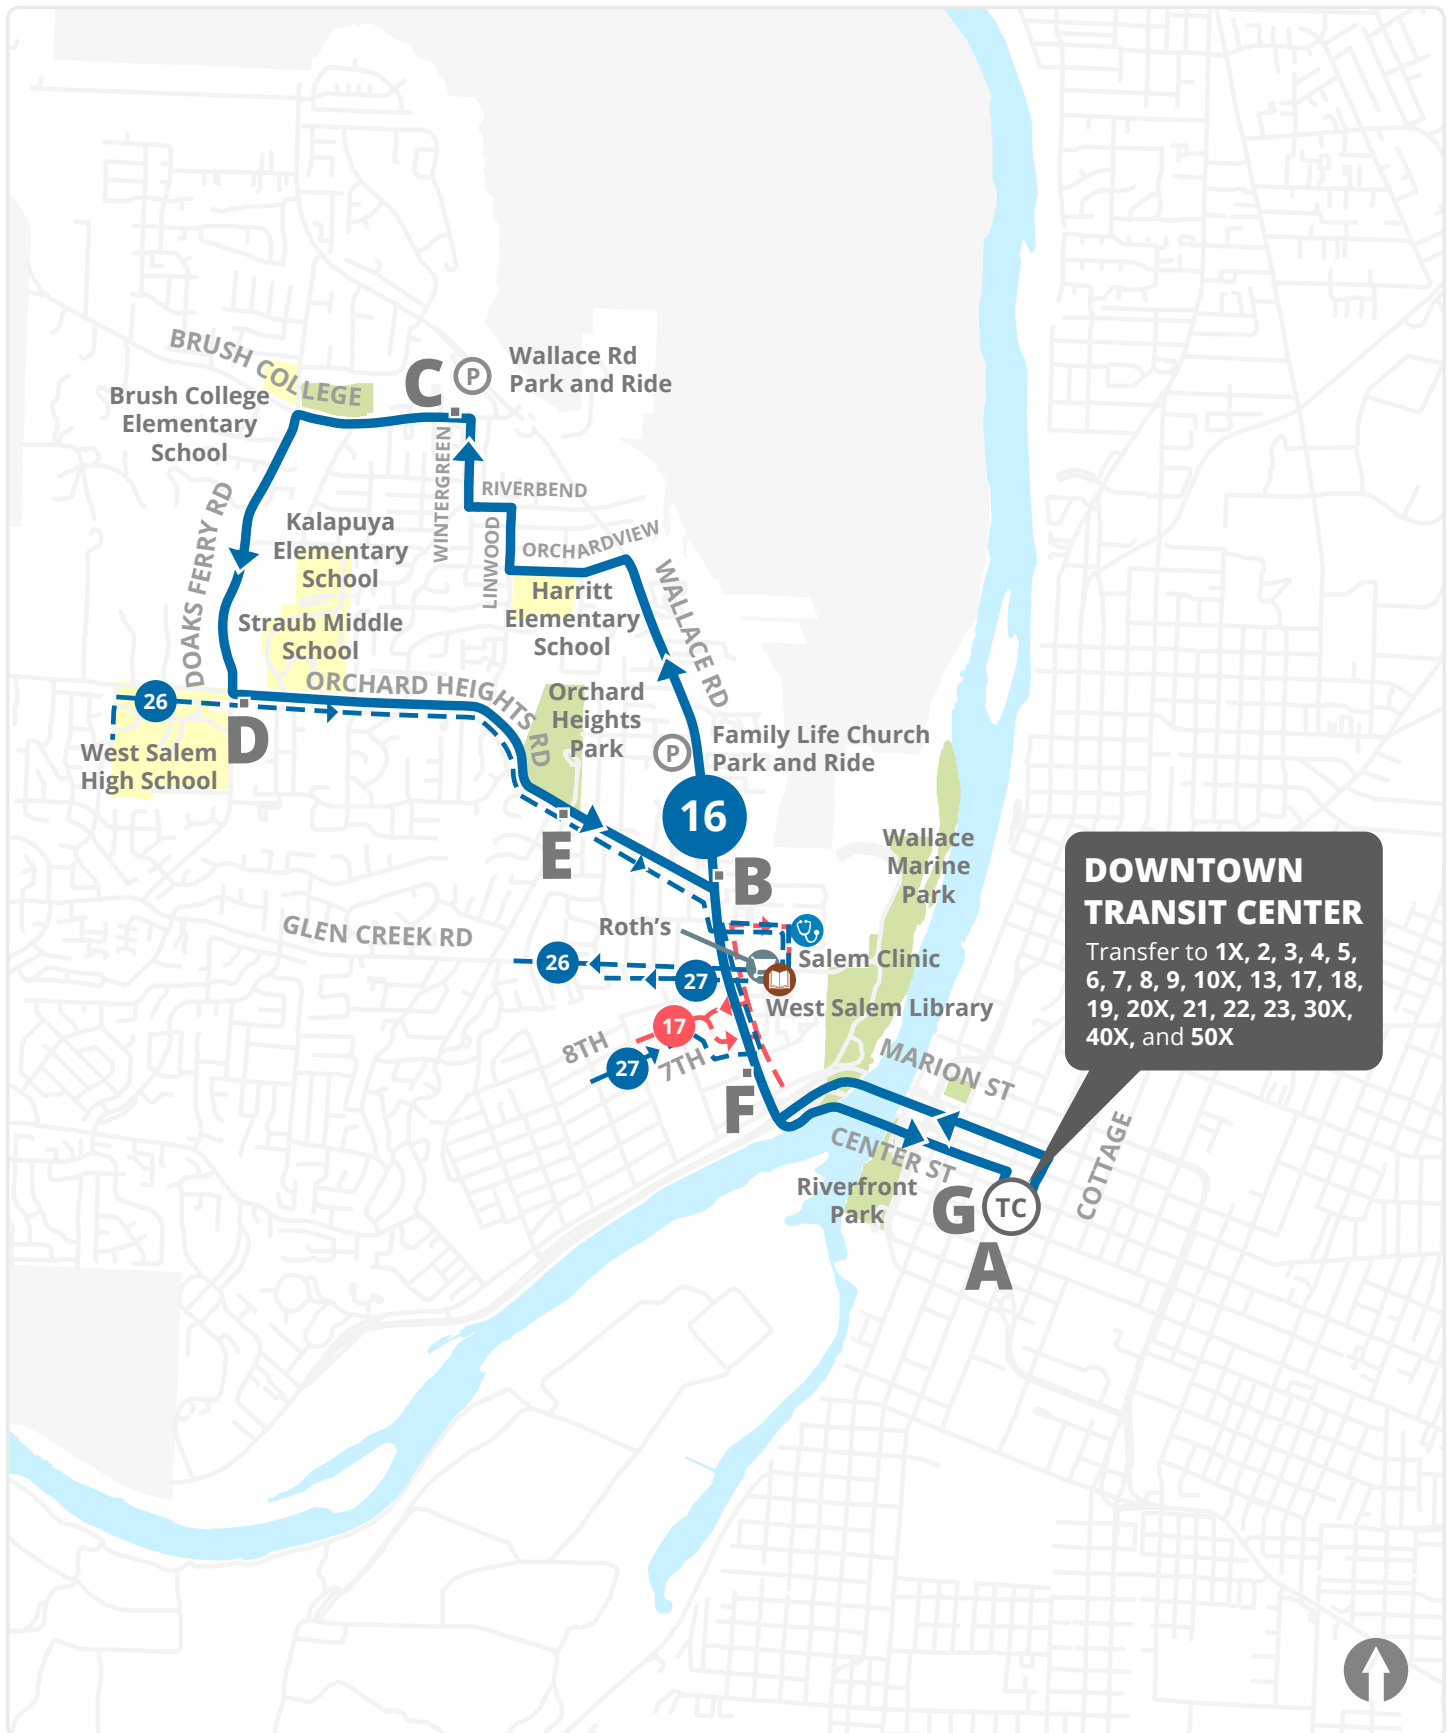 BRUSH COLLEGE
Brush College
Elementary
School
C
P
Wallace Rd
Park and Ride
WINTERGREEN
RIVERBEND
DOAKS FERRY RD
Kalapuya
Elementary
School
LINWOOD
ORCHARDVIEW
Harritt
Elementary
School
WALLACE RD
Straub Middle
School
ORCHARD HEIGHTS RD
26
West Salem
High School
D
Orchard
Heights
Park
P
Family Life Church
Park and Ride
16
E
B
Wallace
Marine
Park
DOWNTOWN
TRANSIT CENTER
Transfer to 1X, 2, 3, 4, 5,
6, 7, 8, 9, 10X, 13, 17, 18,
19, 20X, 21, 22, 23, 30X,
40X, and 50X
GLEN CREEK RD
Roth's
26
27
Salem Clinic
West Salem Library
17
8TH
27
7TH
F
MARION ST
CENTER ST
COTTAGE
Riverfront
Park
G
TC
A